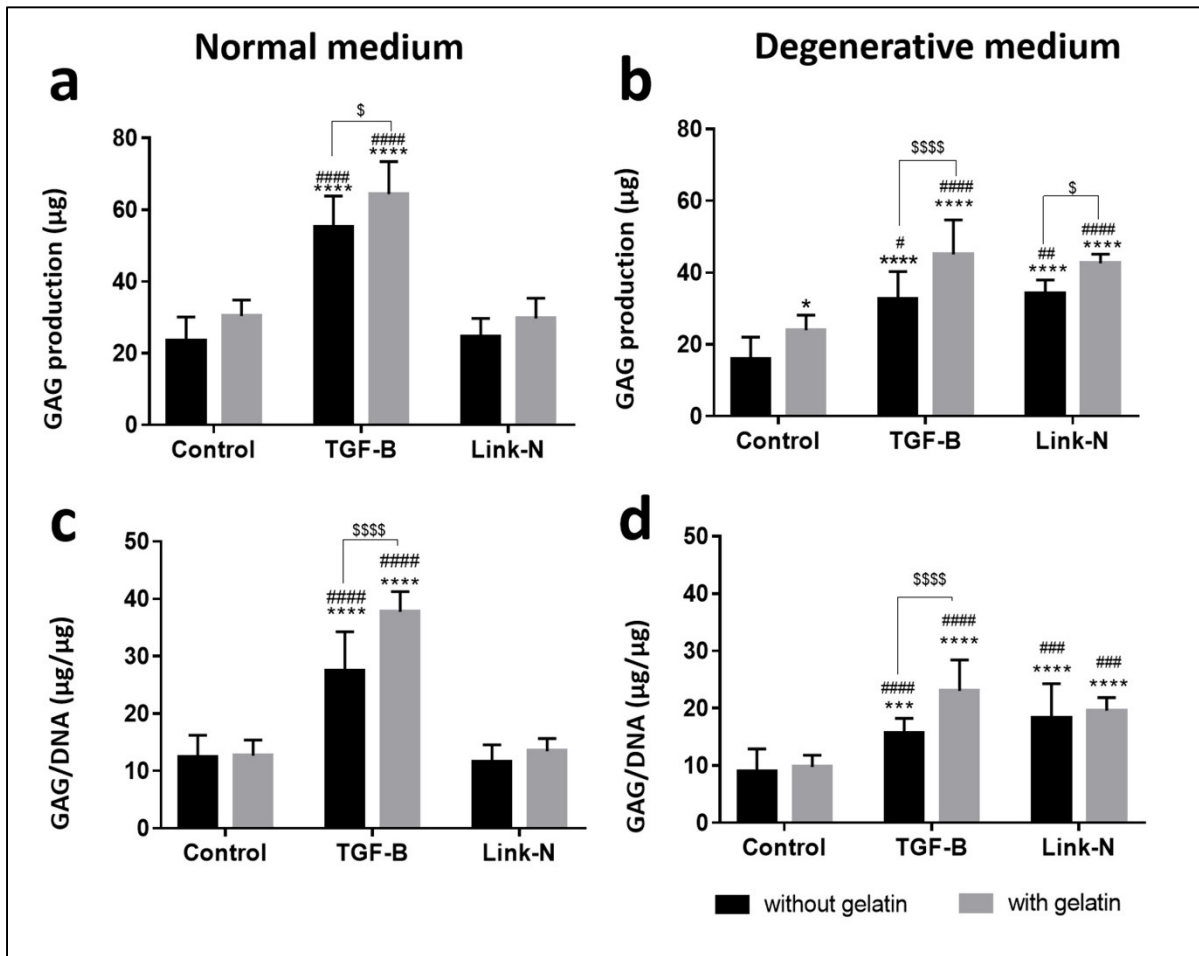 Normal medium
Degenerative medium
a
$
####
****
####
****
GAG production (µg)
80
60
40
20
0
Control
TGF-B
Link-N
b
$$$$
####
****
#
****
*
$
####
****
##
****
GAG production (µg)
80
60
40
20
0
Control
TGF-B
Link-N
c
$$$$
####
****
####
****
GAG/DNA (µg/µg)
50
40
30
20
10
0
Control
TGF-B
Link-N
d
$$$$
####
****
####
***
###
****
###
****
GAG/DNA (µg/µg)
50
40
30
20
10
0
Control
TGF-B
Link-N
without gelatin
with gelatin